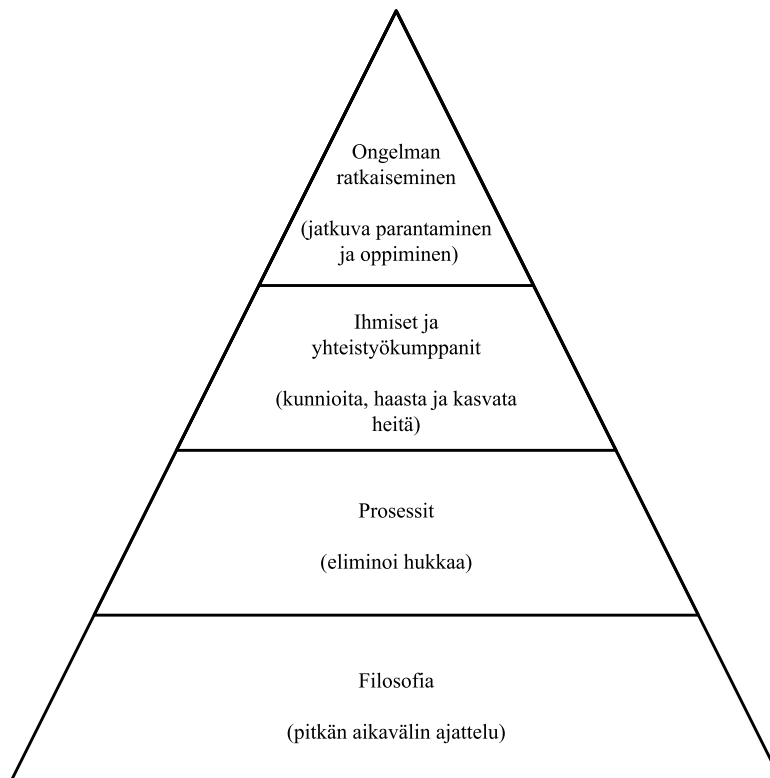 Ongelman
ratkaiseminen
(jatkuva parantaminen
ja oppiminen)
Ihmiset ja
yhteistyökumppanit
(kunnioita, haasta ja kasvata
heitä)
Prosessit
(eliminoi hukkaa)
Filosofia
(pitkän aikavälin ajattelu)